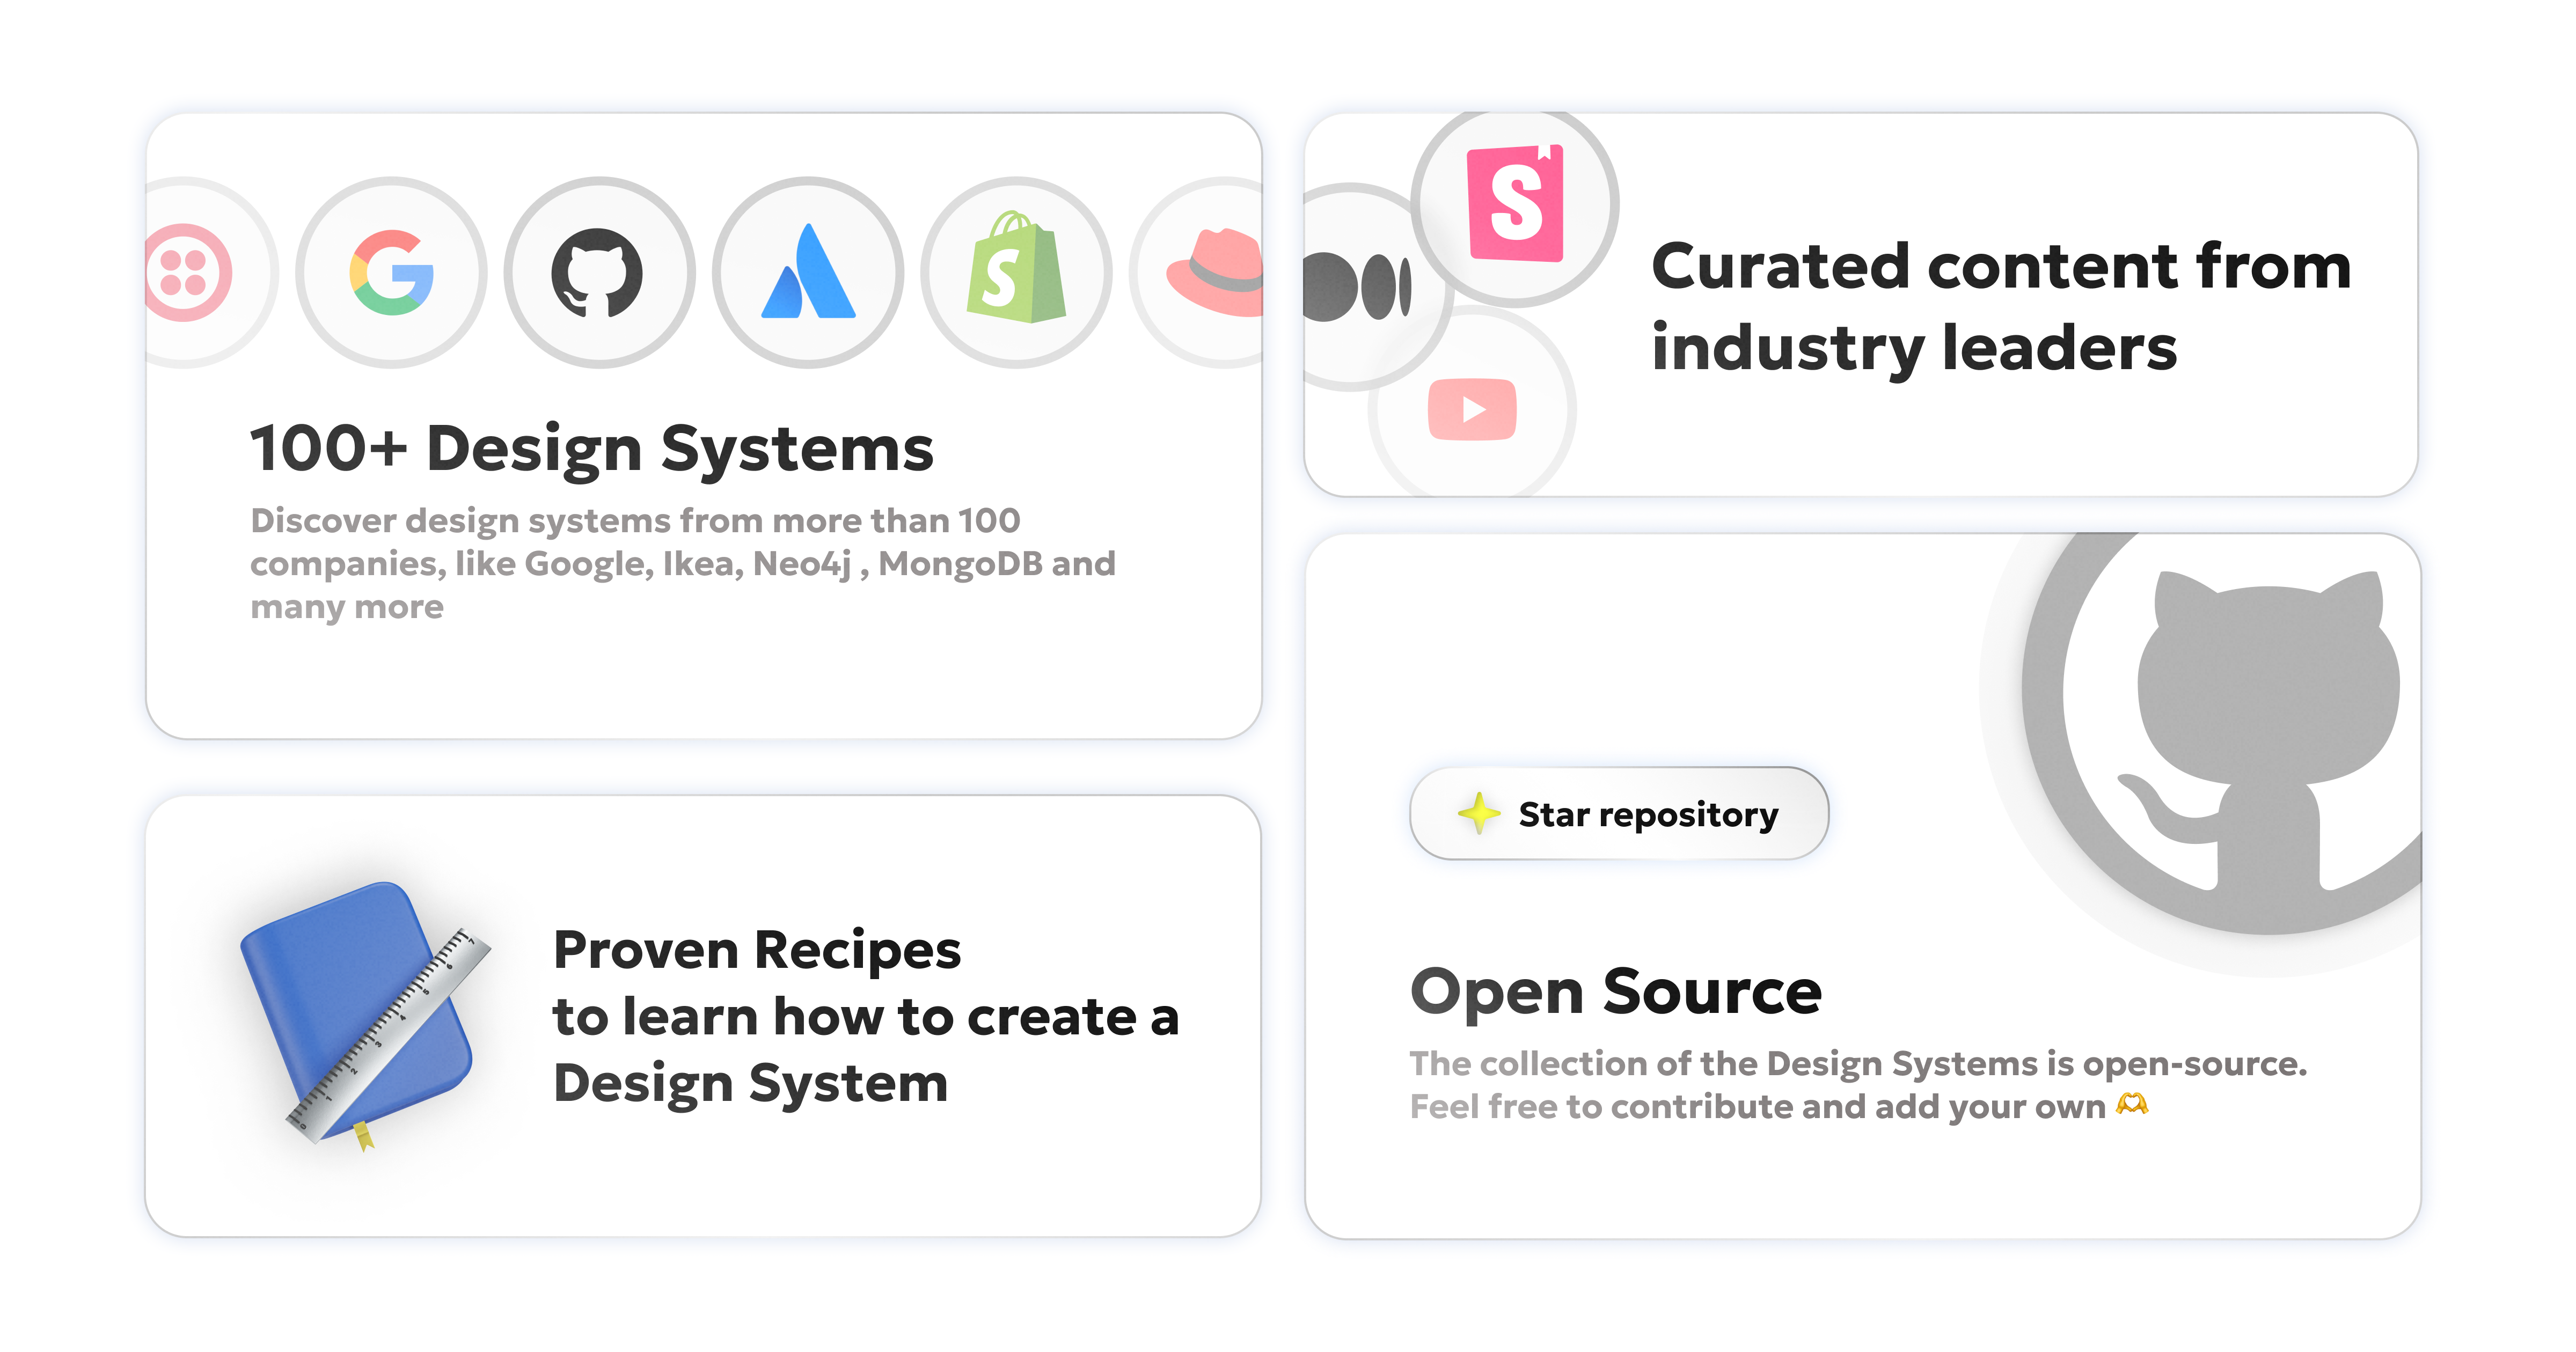 100+ Design Systems
Discover design systems from more than 100
companies, like Google, Ikea, Neo4j , MongoDB and
many more
Curated content from
industry leaders
Proven Recipes
to learn how to create a
Design System
Star repository
Open Source
The collection of the Design Systems is open-source.
Feel free to contribute and add your own 🫶